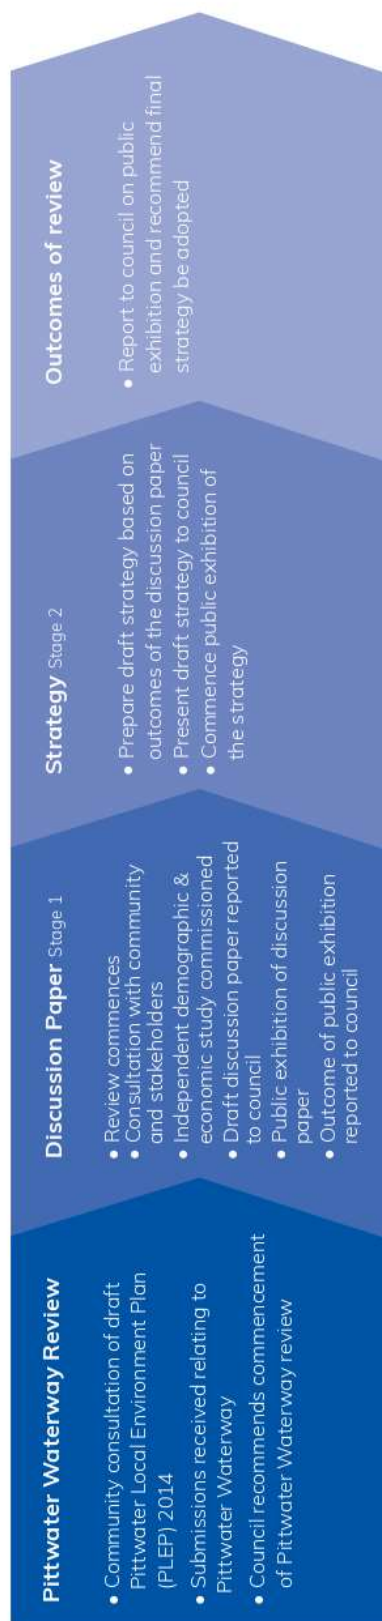 Pittwater Waterway Review
• Community consultation of draft
Pittwater Local Environment Plan
(PLEP) 2014
• Submissions received relating to
Pittwater Waterway
• Council recommends commencement
of Pittwater Waterway review
Discussion Paper Stage 1
• Review commences
• Consultation with community
and stakeholders
• Independent demographic &
economic study commissioned
• Draft discussion paper reported
to council
• Public exhibition of discussion
paper
• Outcome of public exhibition
reported to council
Strategy Stage 2
• Prepare draft strategy based on
outcomes of the discussion paper
• Present draft strategy to council
• Commence public exhibition of
the strategy
Outcomes of review
• Report to council on public
exhibition and recommend final
strategy be adopted